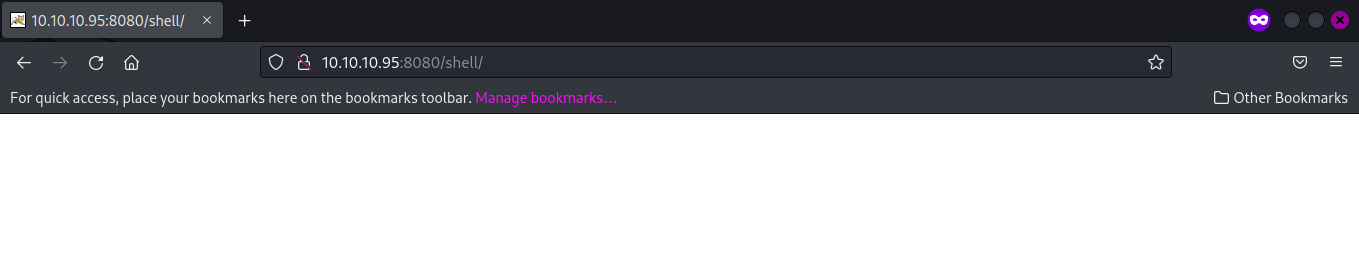 10.10.10.95:8080/shell/
10.10.10.95:8080/shell/
For quick access, place your bookmarks here on the bookmarks toolbar. Manage bookmarks… Other Bookmarks